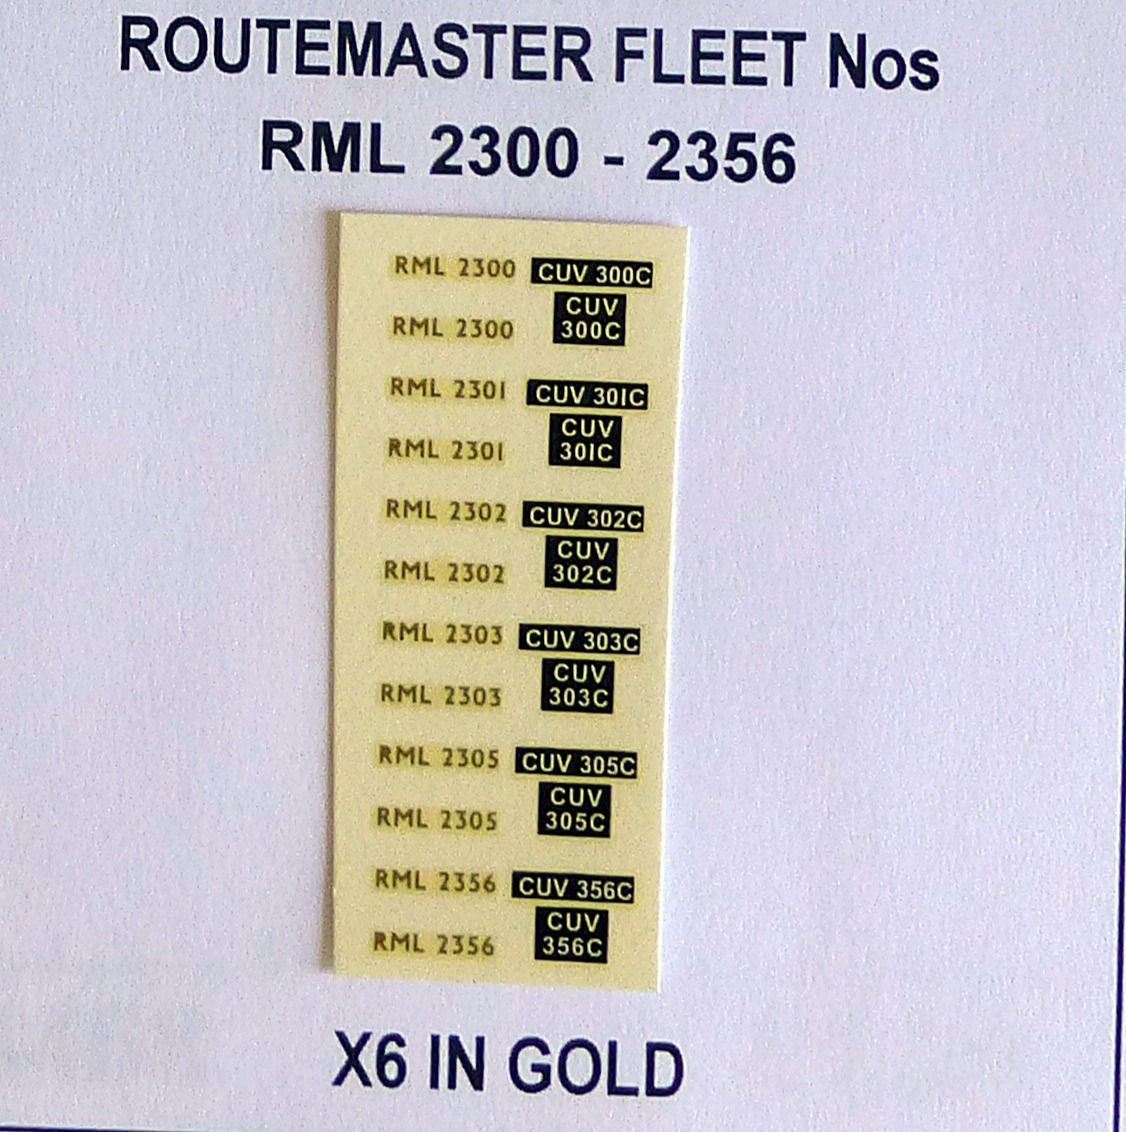 ROUTEMASTER FLEET Nos
RML 2300 - 2356
RML 2300 CUV 300C
CUV
RML 2300 300C
RML 2301 CUV 301C
CUV
RML 2301 301C
RML 2302 CUV 302C
CUV
RML 2302 302C
RML 2303 CUV 303C
CUV
RML 2303 303C
RML 2305 CUV 305C
CUV
RML 2305 305C
RML 2356 CUV 356C
CUV
RML 2356 356C
X6 IN GOLD